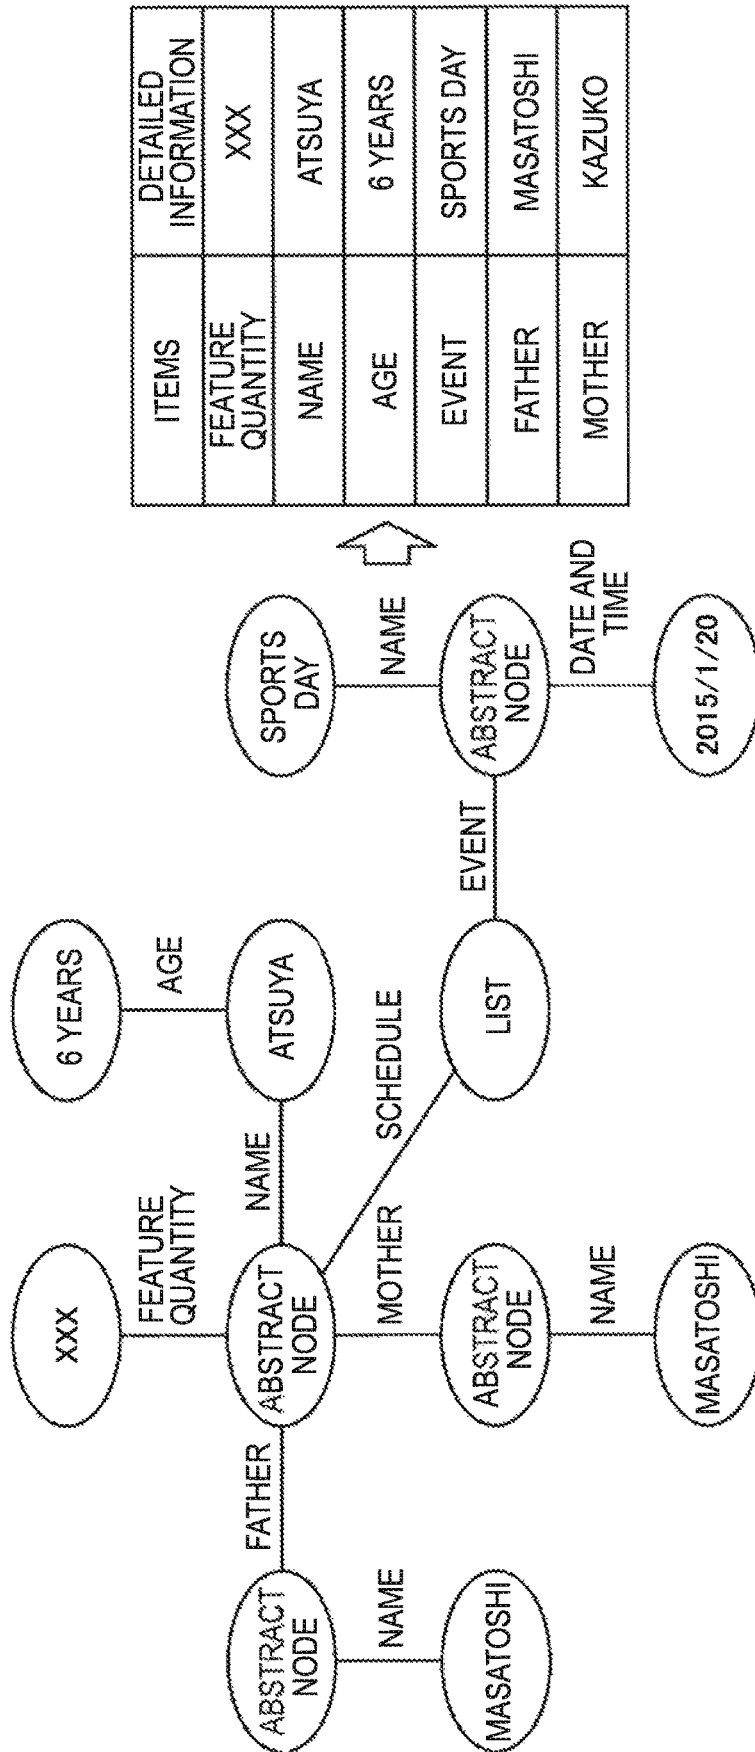 XXX
6 YEARS
FEATURE
QUANTITY
AGE
ABSTRACT
NODE
FATHER
ABSTRACT
NODE
NAME
ATSUYA
SPORTS
DAY
NAME
MOTHER
SCHEDULE
NAME
MASATOSHI
ABSTRACT
NODE
LIST
EVENT
ABSTRACT
NODE
NAME
DATE AND
TIME
MASATOSHI
2015/1/20
ITEMS
DETAILED
INFORMATION
FEATURE
QUANTITY
XXX
NAME
ATSUYA
AGE
6 YEARS
EVENT
SPORTS DAY
FATHER
MASATOSHI
MOTHER
KAZUKO